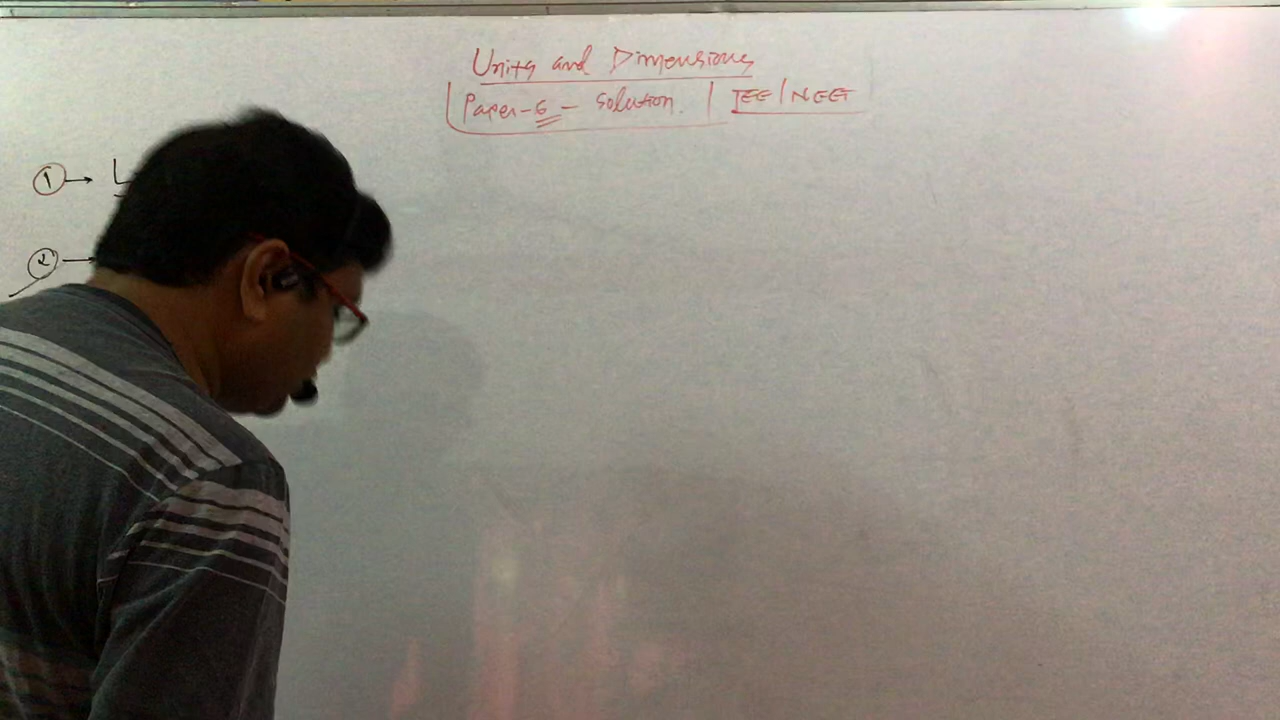 Units and Dimensions
Paper-6 - Solution. | JEE/NEET
① → L
② →